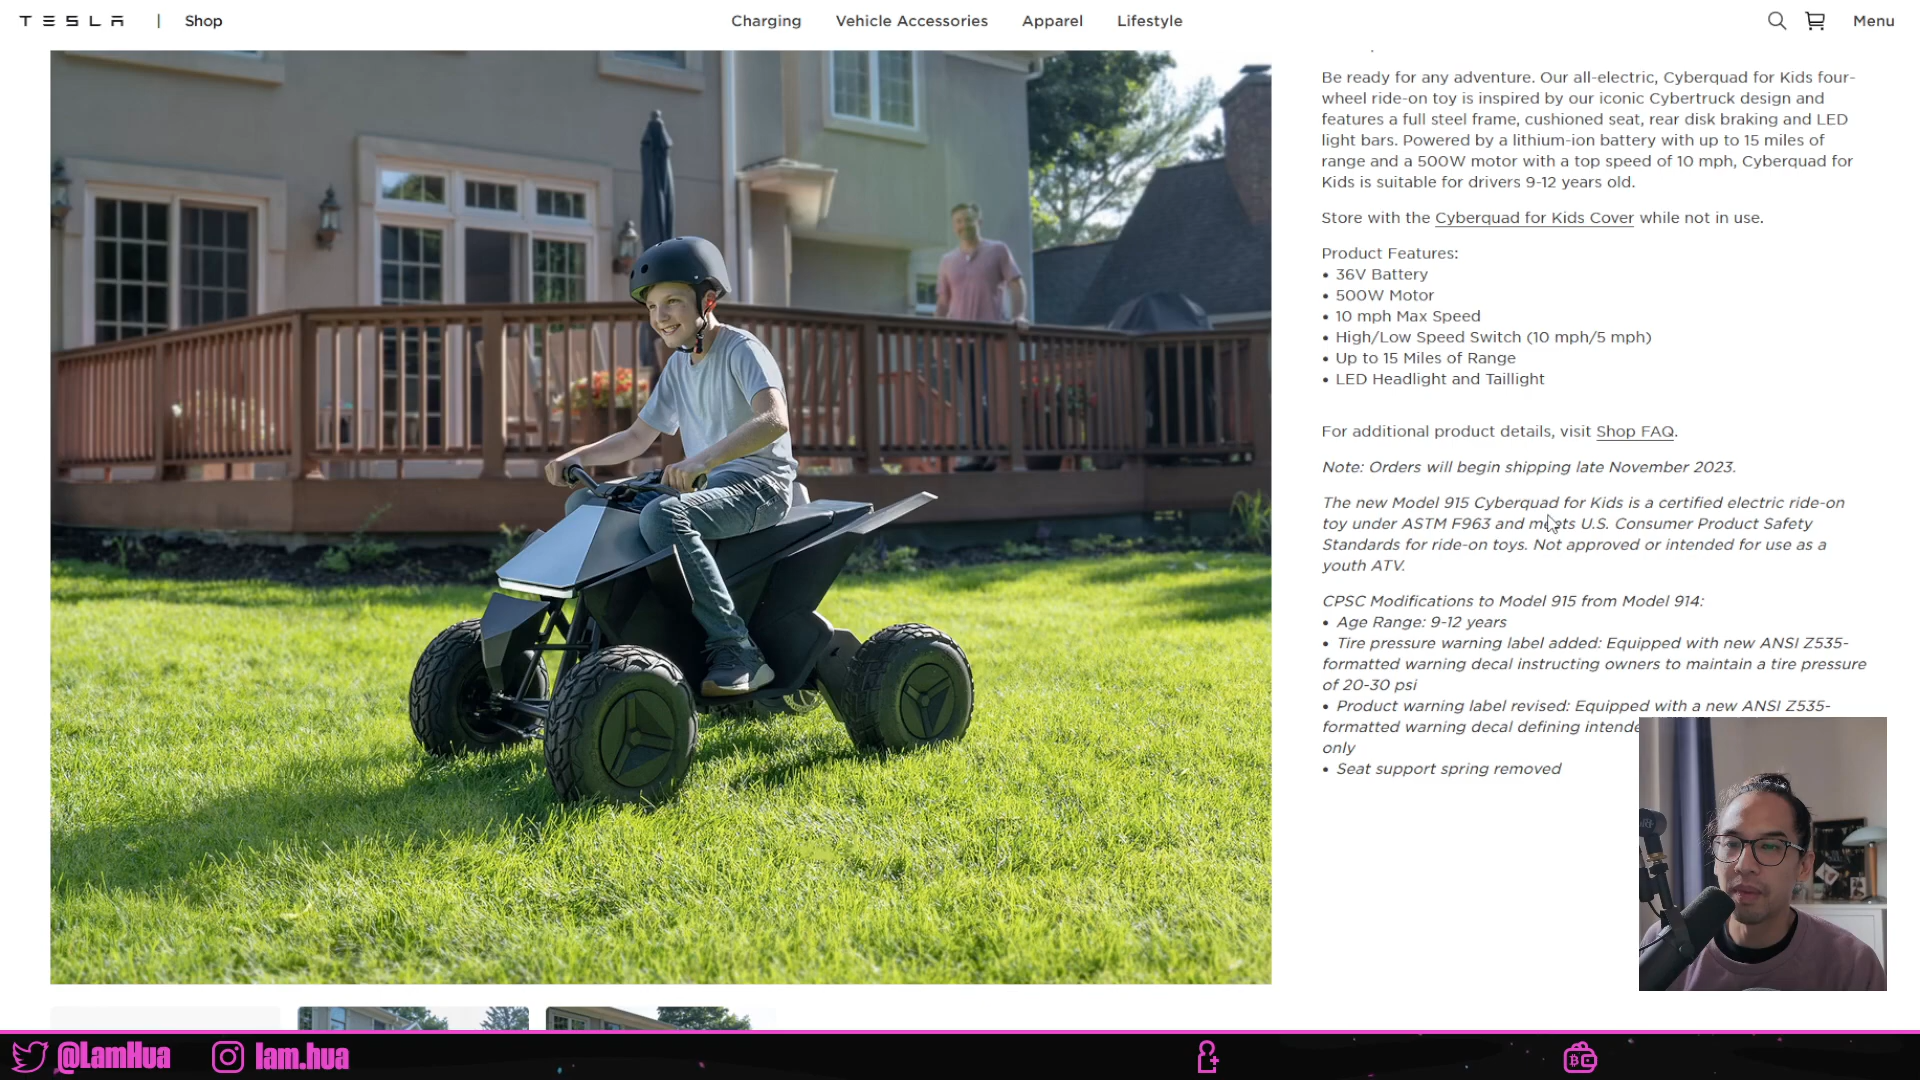 TESLA | Shop Charging Vehicle Accessories Apparel Lifestyle Menu
Be ready for any adventure. Our all-electric, Cyberquad for Kids four-
wheel ride-on toy is inspired by our iconic Cybertruck design and
features a full steel frame, cushioned seat, rear disk braking and LED
light bars. Powered by a lithium-ion battery with up to 15 miles of
range and a 500W motor with a top speed of 10 mph, Cyberquad for
Kids is suitable for drivers 9-12 years old.
Store with the Cyberquad for Kids Cover while not in use.
Product Features:
• 36V Battery
• 500W Motor
• 10 mph Max Speed
• High/Low Speed Switch (10 mph/5 mph)
• Up to 15 Miles of Range
• LED Headlight and Taillight
For additional product details, visit Shop FAQ.
Note: Orders will begin shipping late November 2023.
The new Model 915 Cyberquad for Kids is a certified electric ride-on
toy under ASTM F963 and meets U.S. Consumer Product Safety
Standards for ride-on toys. Not approved or intended for use as a
youth ATV.
CPSC Modifications to Model 915 from Model 914:
• Age Range: 9-12 years
• Tire pressure warning label added: Equipped with new ANSI Z535-
formatted warning decal instructing owners to maintain a tire pressure
of 20-30 psi
• Product warning label revised: Equipped with a new ANSI Z535-
formatted warning decal defining
only
• Seat support spring removed
@LamHua lam.hua